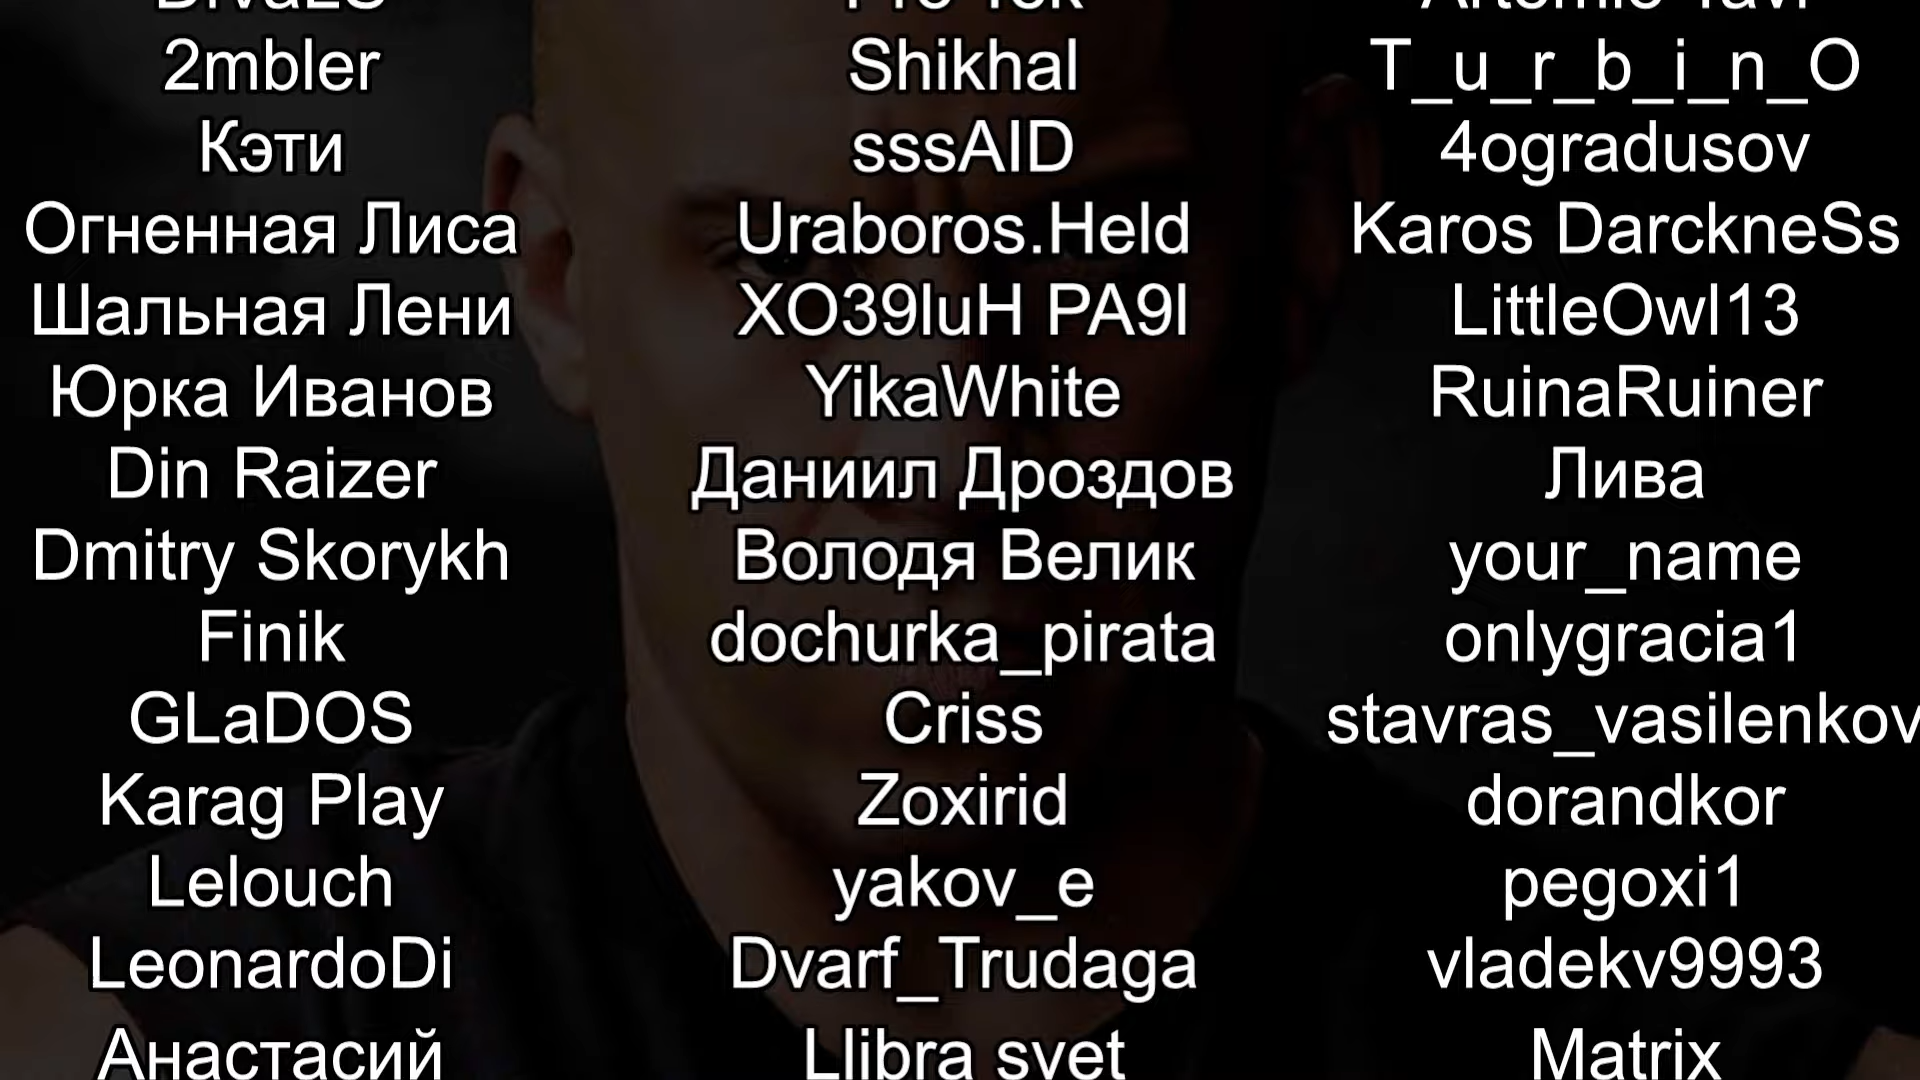 2mbler
Shikhal
T_u_r_b_i_n_O
Кэти
sssAID
4ogradusov
Огненная Лиса
Uraboros.Held
Karos DarckneSs
Шальная Лени
XO39luH PA9l
LittleOwl13
Юрка Иванов
YikaWhite
RuinaRuiner
Din Raizer
Даниил Дроздов
Лива
Dmitry Skorykh
Володя Велик
your_name
Finik
dochurka_pirata
onlygracia1
GLaDOS
Criss
stavras_vasilenkov
Karag Play
Zoxirid
dorandkor
Lelouch
yakov_e
pegoxi1
LeonardoDi
Dvarf_Trudaga
vladekv9993
Анастасий
Llibra svet
Matrix